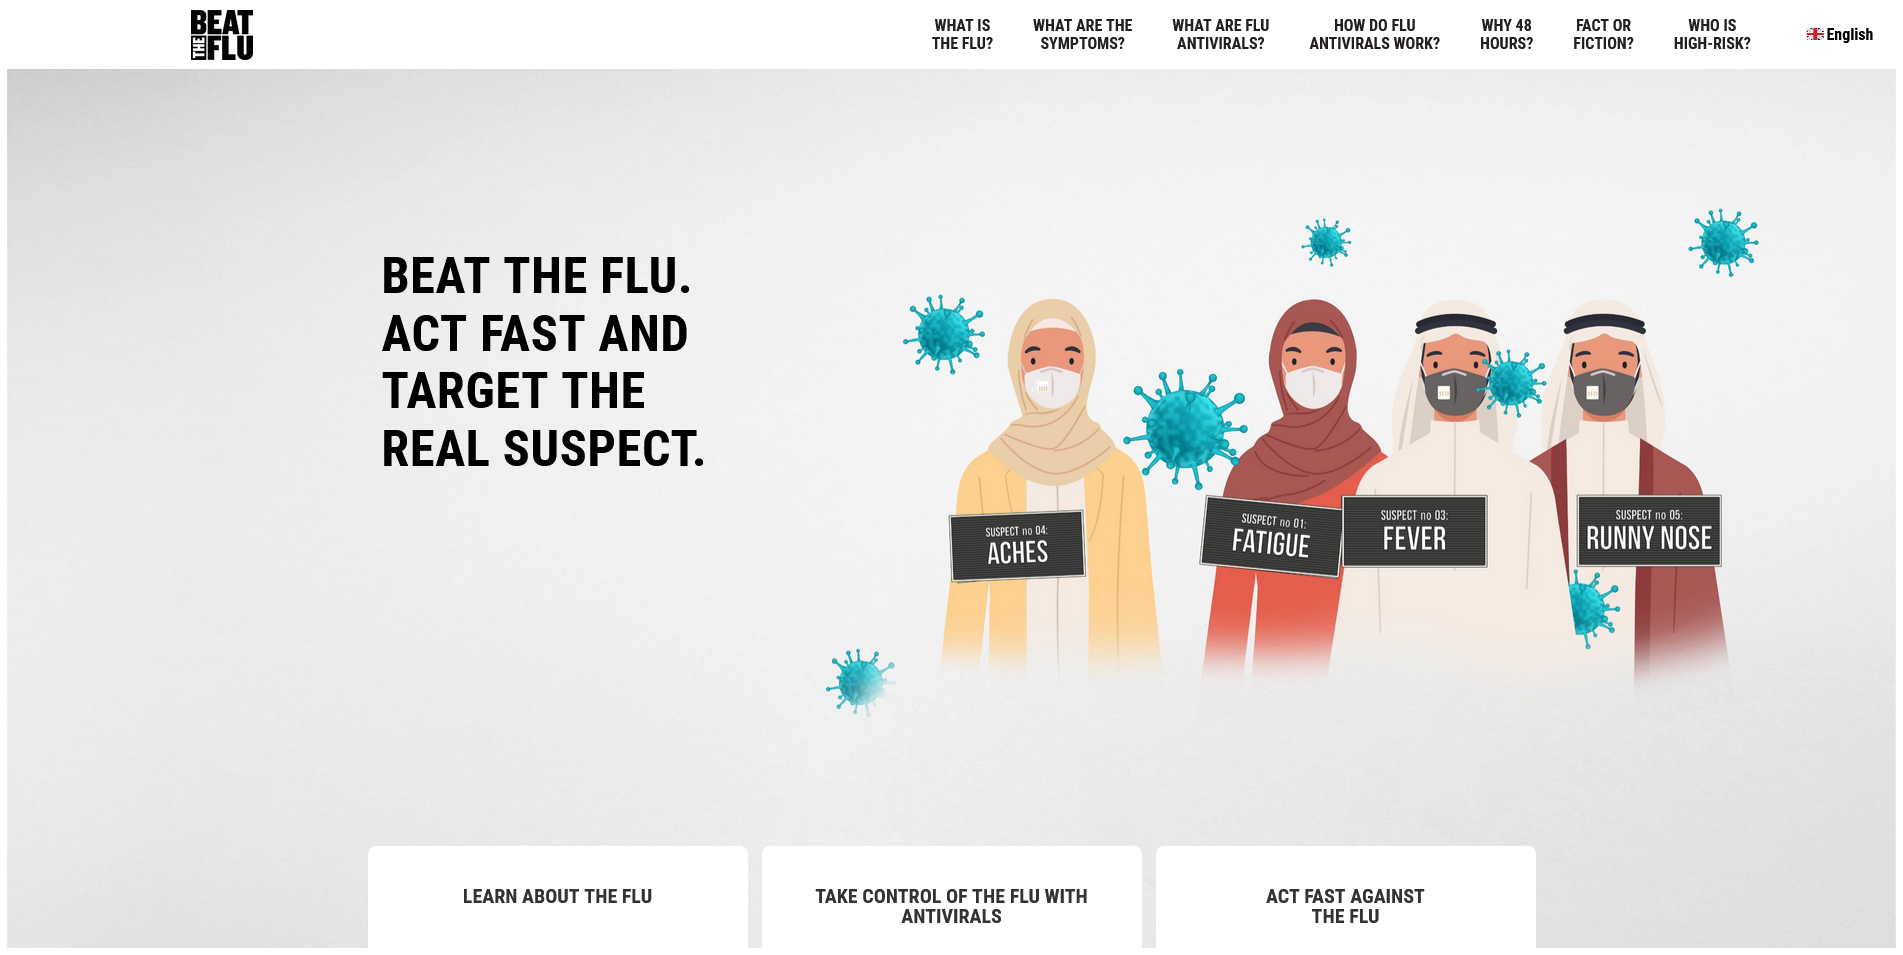 BEAT
THE FLU
WHAT IS
THE FLU?
WHAT ARE THE
SYMPTOMS?
WHAT ARE FLU
ANTIVIRALS?
HOW DO FLU
ANTIVIRALS WORK?
WHY 48
HOURS?
FACT OR
FICTION?
WHO IS
HIGH-RISK?
English
BEAT THE FLU.
ACT FAST AND
TARGET THE
REAL SUSPECT.
SUSPECT no 04:
ACHES
SUSPECT no 01:
FATIGUE
SUSPECT no 03:
FEVER
SUSPECT no 05:
RUNNY NOSE
LEARN ABOUT THE FLU
TAKE CONTROL OF THE FLU WITH
ANTIVIRALS
ACT FAST AGAINST
THE FLU